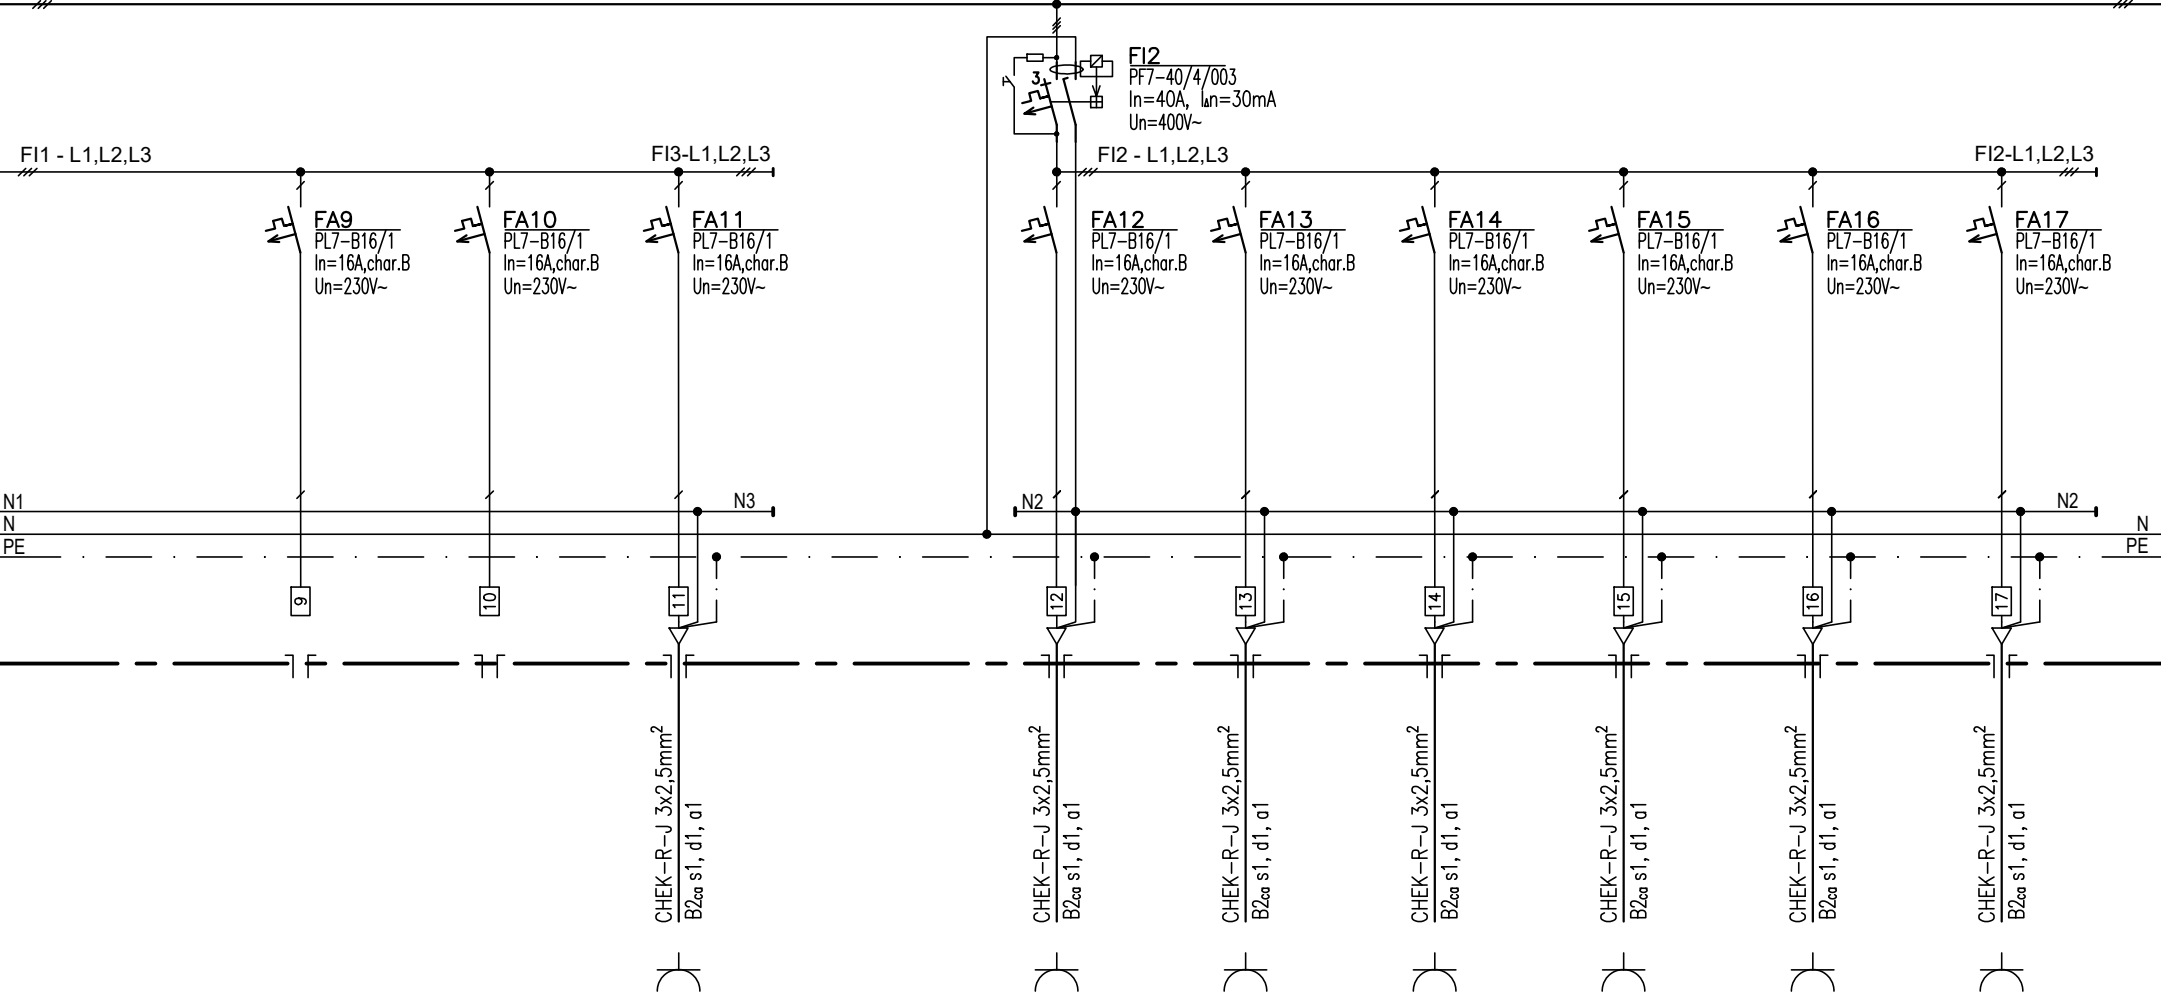 FI2
PF7-40/4/003
In=40A, I∆n=30mA
Un=400V~
3
FI1 - L1,L2,L3
FI3-L1,L2,L3
FI2 - L1,L2,L3
FI2-L1,L2,L3
FA9
PL7-B16/1
In=16A,char.B
Un=230V~
FA10
PL7-B16/1
In=16A,char.B
Un=230V~
FA11
PL7-B16/1
In=16A,char.B
Un=230V~
FA12
PL7-B16/1
In=16A,char.B
Un=230V~
FA13
PL7-B16/1
In=16A,char.B
Un=230V~
FA14
PL7-B16/1
In=16A,char.B
Un=230V~
FA15
PL7-B16/1
In=16A,char.B
Un=230V~
FA16
PL7-B16/1
In=16A,char.B
Un=230V~
FA17
PL7-B16/1
In=16A,char.B
Un=230V~
N1
N3
N2
N2
N
N
PE
PE
9
10
11
12
13
14
15
16
17
CHEK-R-J 3x2,5mm²
B2ca s1, d1, a1
CHEK-R-J 3x2,5mm²
B2ca s1, d1, a1
CHEK-R-J 3x2,5mm²
B2ca s1, d1, a1
CHEK-R-J 3x2,5mm²
B2ca s1, d1, a1
CHEK-R-J 3x2,5mm²
B2ca s1, d1, a1
CHEK-R-J 3x2,5mm²
B2ca s1, d1, a1
CHEK-R-J 3x2,5mm²
B2ca s1, d1, a1